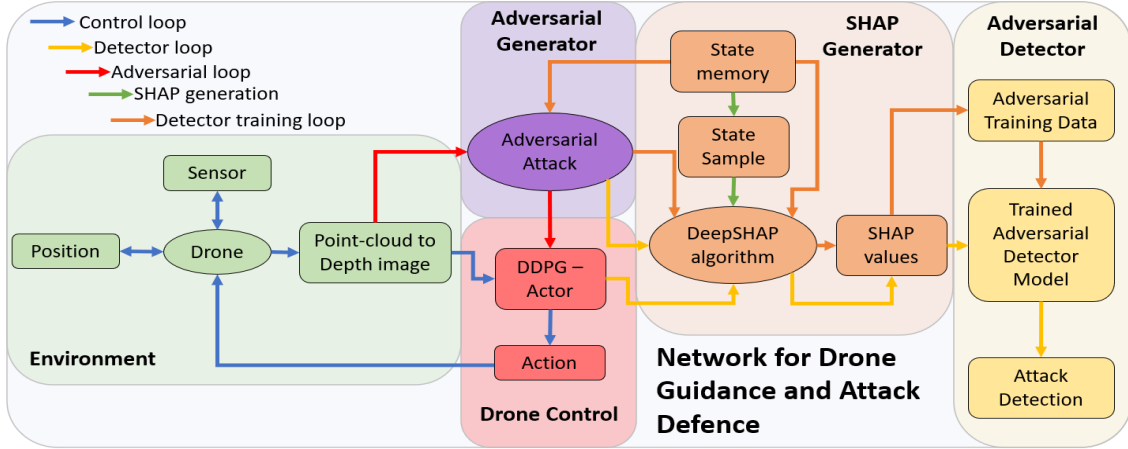 Control loop
Detector loop
Adversarial loop
SHAP generation
Detector training loop
Adversarial
Generator
SHAP
Generator
Adversarial
Detector
State
memory
State
Sample
Adversarial
Attack
Adversarial
Training Data
Sensor
Position
Drone
Point-cloud to
Depth image
DDPG –
Actor
DeepSHAP
algorithm
SHAP
values
Trained
Adversarial
Detector
Model
Environment
Action
Drone Control
Network for Drone
Guidance and Attack
Defence
Attack
Detection